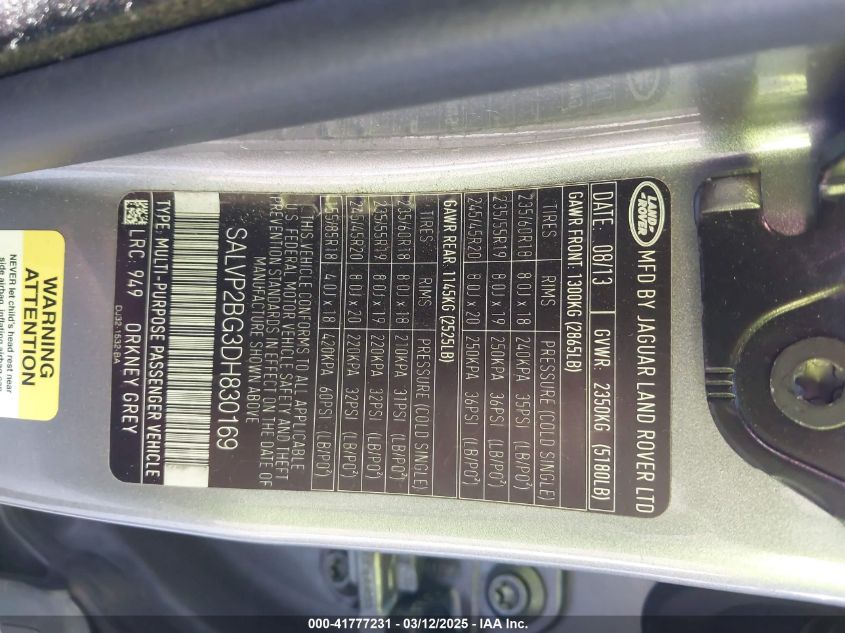 LAND
ROVER
MFD BY JAGUAR LAND ROVER LTD
DATE: 08/13 GVWR: 2350KG (5180LB)
GAWR FRONT: 1300KG (2865LB)
TIRES RIMS PRESSURE (COLD SINGLE)
235/60R18 8.0J x 18 240KPA 35PSI (LB/PO²)
235/55R19 8.0J x 19 250KPA 36PSI (LB/PO²)
245/45R20 8.0J x 20 250KPA 36PSI (LB/PO²)
GAWR REAR: 1145KG (2525LB)
TIRES RIMS PRESSURE (COLD SINGLE)
235/60R18 8.0J x 18 210KPA 31PSI (LB/PO²)
235/55R19 8.0J x 19 220KPA 32PSI (LB/PO²)
245/45R20 8.0J x 20 220KPA 32PSI (LB/PO²)
4.0J x 18 420KPA 60PSI (LB/PO²)
THIS VEHICLE CONFORMS TO ALL APPLICABLE
U.S. FEDERAL MOTOR VEHICLE SAFETY AND THEFT
PREVENTION STANDARDS IN EFFECT ON THE DATE OF
MANUFACTURE SHOWN ABOVE
SALVP2BG3DH830169
TYPE: MULTI-PURPOSE PASSENGER VEHICLE
LRC: 949 ORKNEY GREY
DJ32-1532-BA
WARNING
ATTENTION
NEVER let child's head rest near
side airbag, inflating airbag can
000-41777231 - 03/12/2025 - IAA Inc.